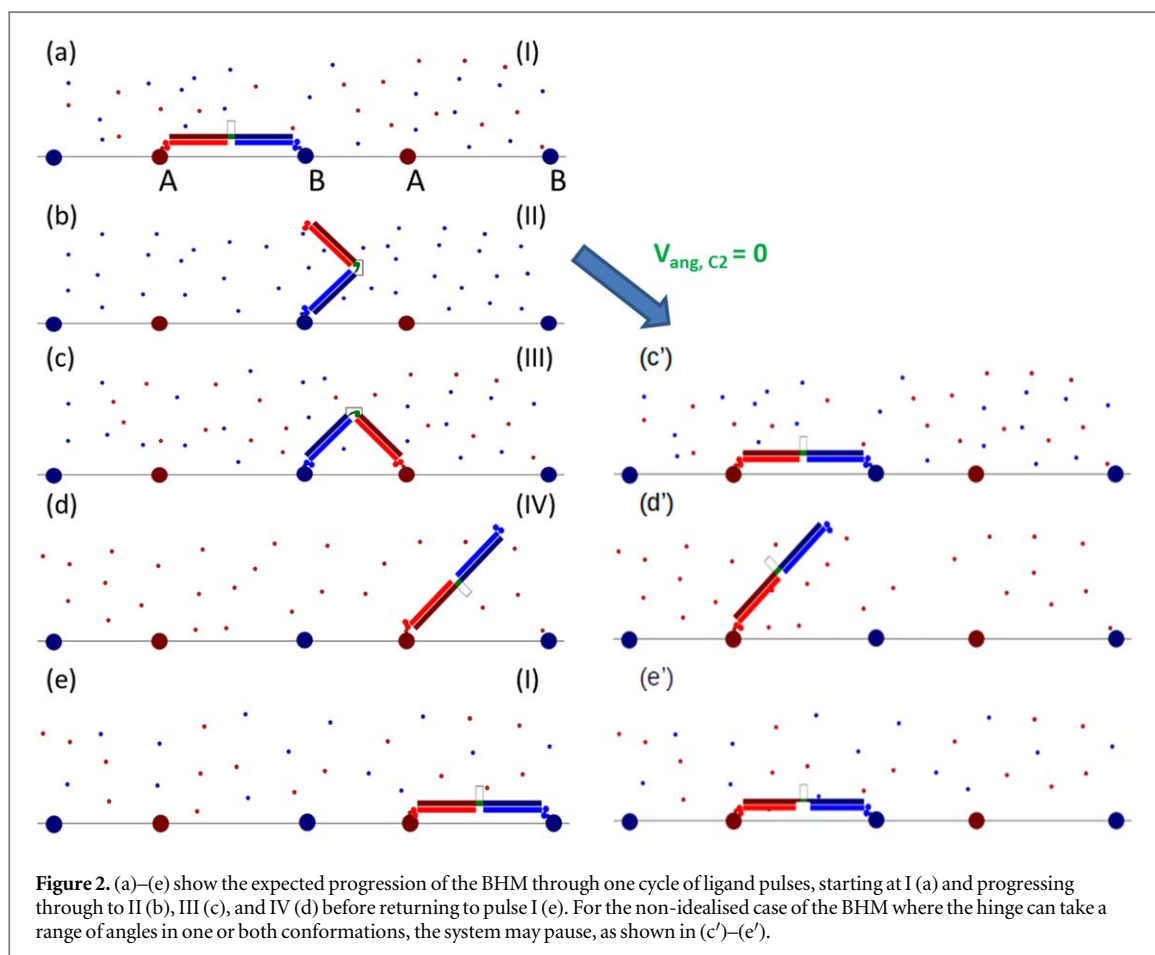 (a) (I)
A B A B
(b) (II)
V_ang, C2 = 0
(c) (III) (c')
(d) (IV) (d')
(e) (I) (e')
Figure 2. (a)–(e) show the expected progression of the BHM through one cycle of ligand pulses, starting at I (a) and progressing
through to II (b), III (c), and IV (d) before returning to pulse I (e). For the non-idealised case of the BHM where the hinge can take a
range of angles in one or both conformations, the system may pause, as shown in (c′)–(e′).